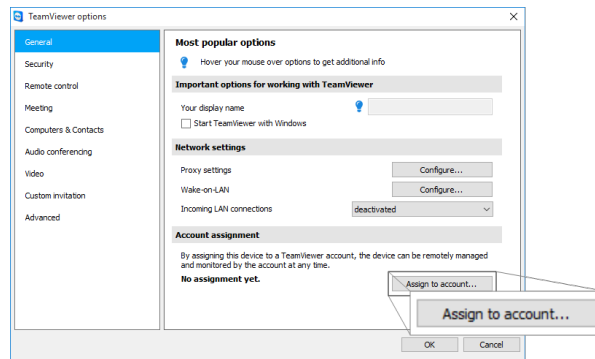 TeamViewer options
General
Security
Remote control
Meeting
Computers & Contacts
Audio conferencing
Video
Custom invitation
Advanced
Most popular options
Hover your mouse over options to get additional info
Important options for working with TeamViewer
Your display name
Start TeamViewer with Windows
Network settings
Proxy settings
Configure...
Wake-on-LAN
Configure...
Incoming LAN connections
deactivated
Account assignment
By assigning this device to a TeamViewer account, the device can be remotely managed
and monitored by the account at any time.
No assignment yet.
Assign to account...
Assign to account...
OK
Cancel